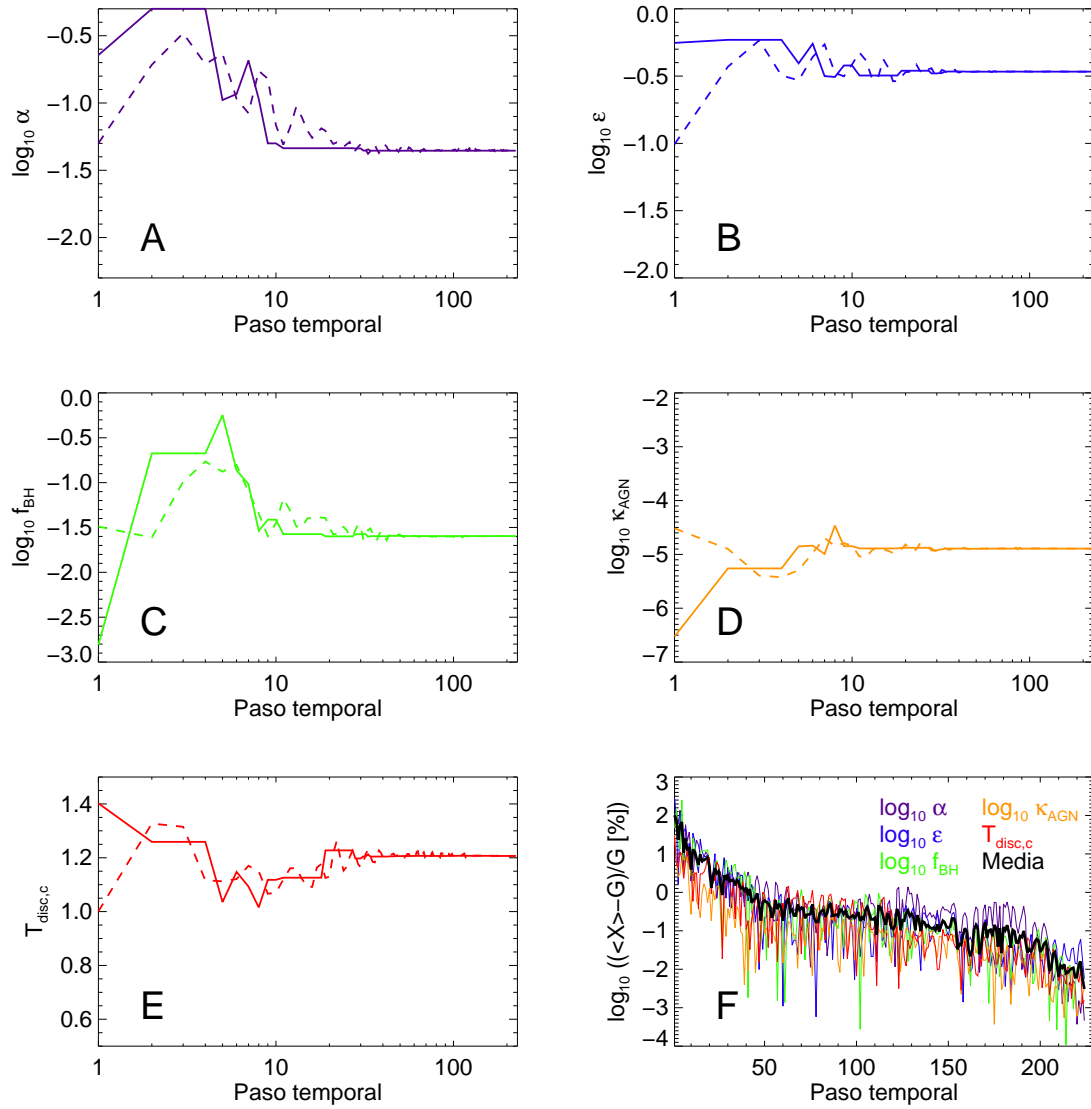 −0.5
−1.0
−1.5
−2.0
log10 α
A
1 10 100
Paso temporal
0.0
−0.5
−1.0
−1.5
−2.0
log10 ε
B
1 10 100
Paso temporal
0.0
−0.5
−1.0
−1.5
−2.0
−2.5
−3.0
log10 fBH
C
1 10 100
Paso temporal
−2
−3
−4
−5
−6
−7
log10 κAGN
D
1 10 100
Paso temporal
1.4
1.2
1.0
0.8
0.6
Tdisc,c
E
1 10 100
Paso temporal
3
2
1
0
−1
−2
−3
−4
log10 ((<X>−G)/G [%])
log10 α log10 κAGN
log10 ε Tdisc,c
log10 fBH Media
F
50 100 150 200
Paso temporal